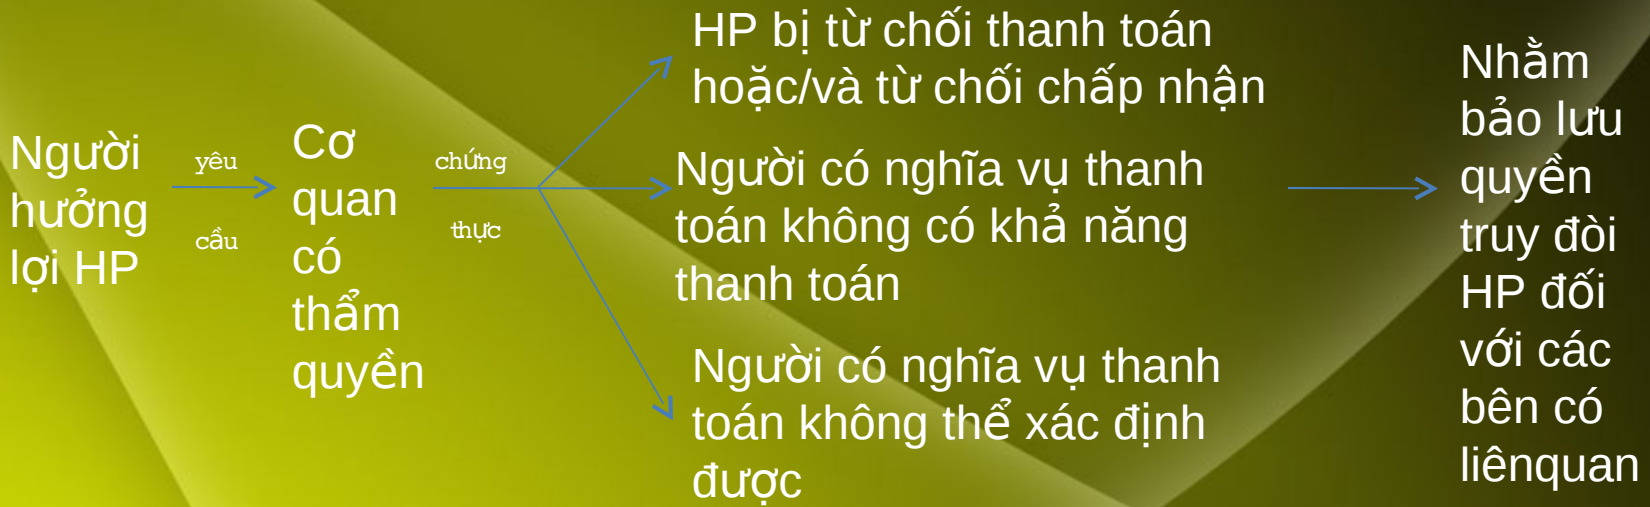 Người
hưởng
lợi HP
yêu
cầu
Cơ
quan
có
thẩm
quyền
chứng
thực
HP bị từ chối thanh toán
hoặc/và từ chối chấp nhận
Người có nghĩa vụ thanh
toán không có khả năng
thanh toán
Người có nghĩa vụ thanh
toán không thể xác định
được
Nhằm
bảo lưu
quyền
truy đòi
HP đối
với các
bên có
liênquan